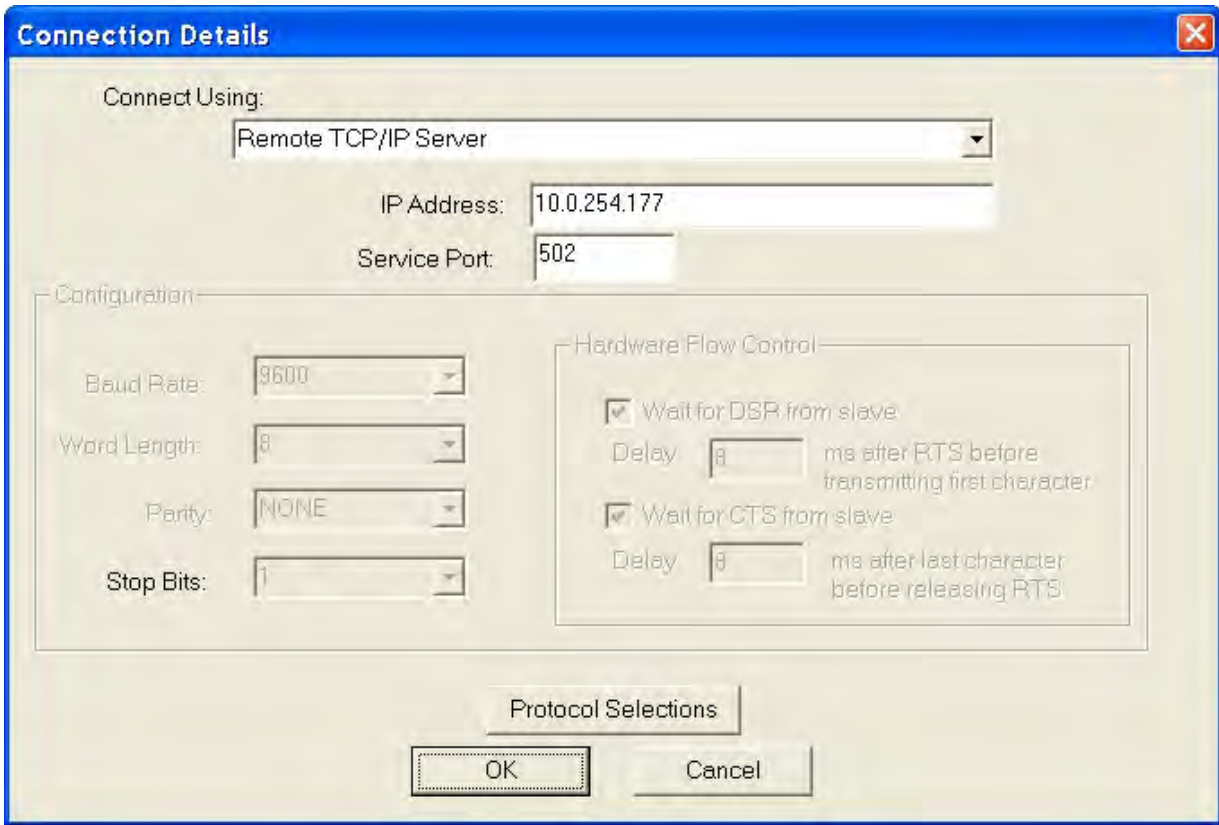 Connection Details
Connect Using:
Remote TCP/IP Server
IP Address: 10.0.254.177
Service Port: 502
Configuration
Baud Rate: 9600
Word Length: 8
Parity: NONE
Stop Bits: 1
Hardware Flow Control
Wait for DSR from slave
Delay 8 ms after RTS before
transmitting first character
Wait for CTS from slave
Delay 8 ms after last character
before releasing RTS
Protocol Selections
OK Cancel